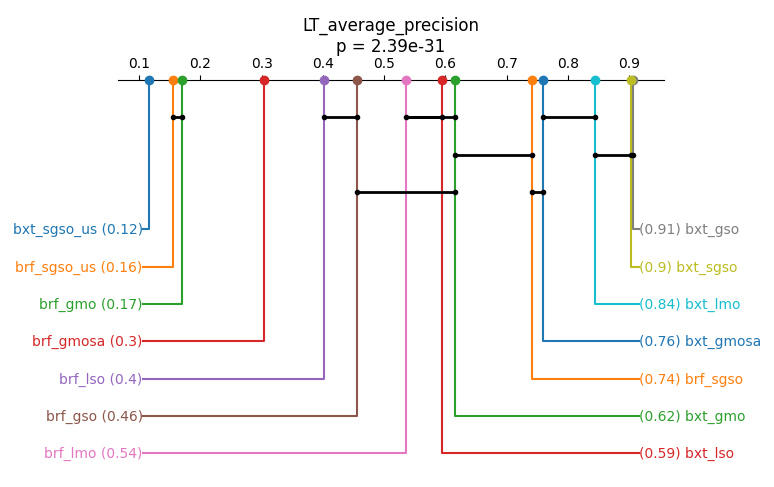 LT_average_precision
p = 2.39e-31
0.1 0.2 0.3 0.4 0.5 0.6 0.7 0.8 0.9
bxt_sgso_us (0.12) (0.91) bxt_gso
brf_sgso_us (0.16) (0.9) bxt_sgso
brf_gmo (0.17) (0.84) bxt_lmo
brf_gmosa (0.3) (0.76) bxt_gmosa
brf_lso (0.4) (0.74) brf_sgso
brf_gso (0.46) (0.62) bxt_gmo
brf_lmo (0.54) (0.59) bxt_lso